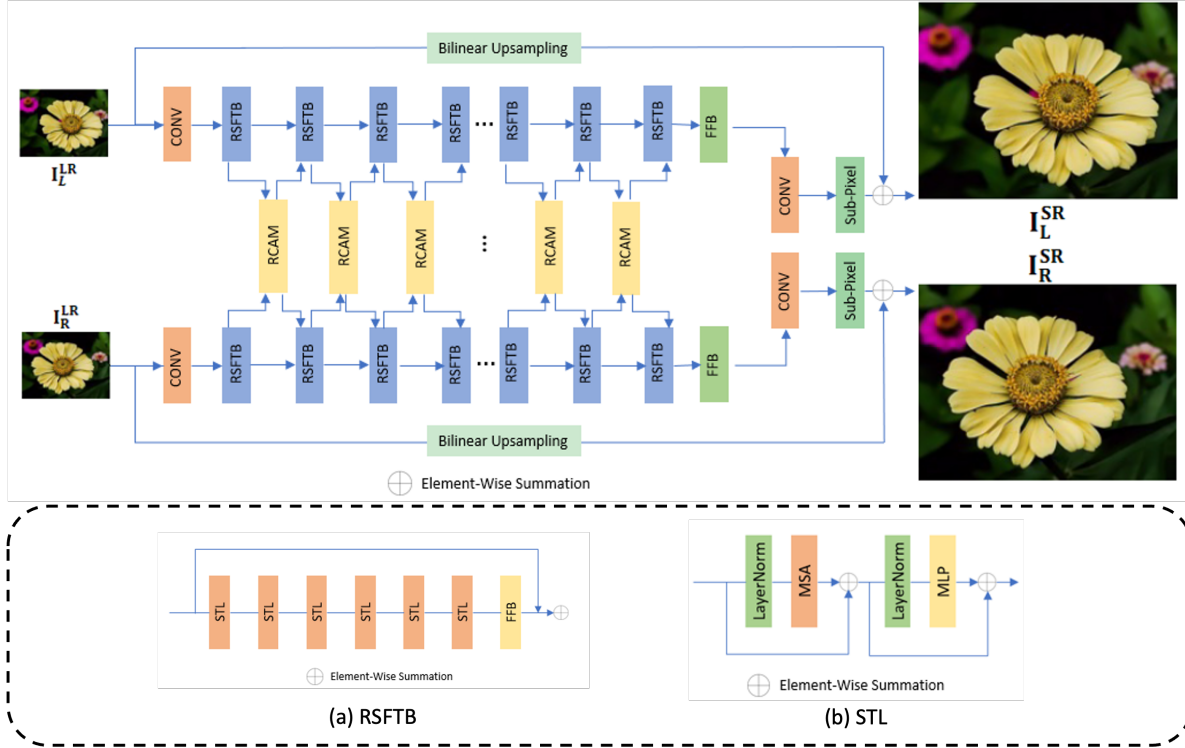 Bilinear Upsampling
CONV RSFTB RSFTB RSFTB RSFTB ... RSFTB RSFTB RSFTB FFB
I_L^LR
CONV Sub-Pixel
RCAM RCAM RCAM ... RCAM RCAM
I_L^SR
I_R^SR
CONV Sub-Pixel
I_R^LR
CONV RSFTB RSFTB RSFTB RSFTB ... RSFTB RSFTB RSFTB FFB
Bilinear Upsampling
Element-Wise Summation
STL STL STL STL STL STL FFB
Element-Wise Summation
(a) RSFTB
LayerNorm MSA LayerNorm MLP
Element-Wise Summation
(b) STL